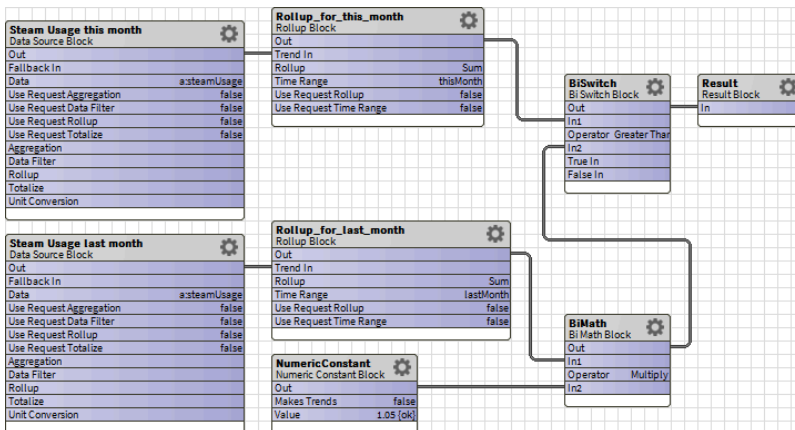 Steam Usage this month
Data Source Block
Out
Fallback In
Data a:steamUsage
Use Request Aggregation false
Use Request Data Filter false
Use Request Rollup false
Use Request Totalize false
Aggregation
Data Filter
Rollup
Totalize
Unit Conversion
Rollup_for_this_month
Rollup Block
Out
Trend In
Rollup Sum
Time Range thisMonth
Use Request Rollup false
Use Request Time Range false
BiSwitch
Bi Switch Block
Out
In1
Operator Greater Than
In2
True In
False In
Result
Result Block
In
Steam Usage last month
Data Source Block
Out
Fallback In
Data a:steamUsage
Use Request Aggregation false
Use Request Data Filter false
Use Request Rollup false
Use Request Totalize false
Aggregation
Data Filter
Rollup
Totalize
Unit Conversion
Rollup_for_last_month
Rollup Block
Out
Trend In
Rollup Sum
Time Range lastMonth
Use Request Rollup false
Use Request Time Range false
NumericConstant
Numeric Constant Block
Out
Makes Trends false
Value 1.05 {ok}
BiMath
Bi Math Block
Out
In1
Operator Multiply
In2